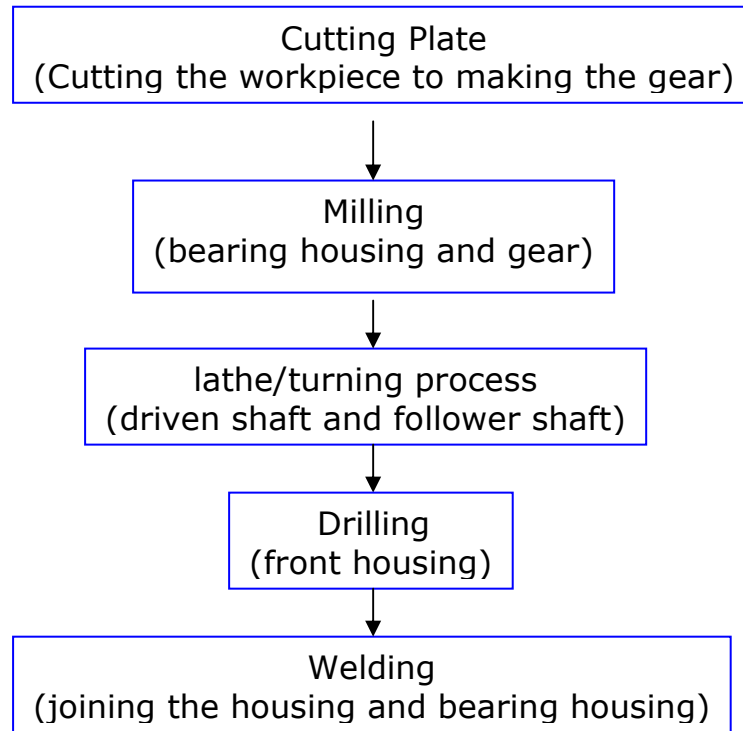 Cutting Plate
(Cutting the workpiece to making the gear)
Milling
(bearing housing and gear)
lathe/turning process
(driven shaft and follower shaft)
Drilling
(front housing)
Welding
(joining the housing and bearing housing)